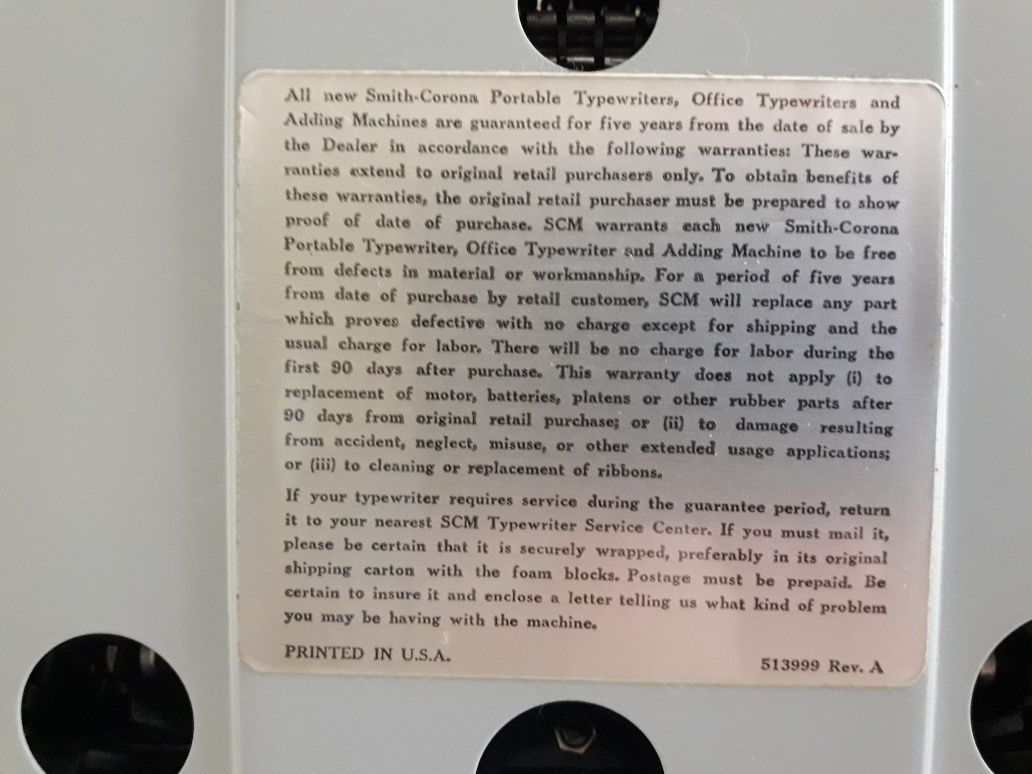 All new Smith-Corona Portable Typewriters, Office Typewriters and
Adding Machines are guaranteed for five years from the date of sale by
the Dealer in accordance with the following warranties: These war-
ranties extend to original retail purchasers only. To obtain benefits of
these warranties, the original retail purchaser must be prepared to show
proof of date of purchase. SCM warrants each new Smith-Corona
Portable Typewriter, Office Typewriter and Adding Machine to be free
from defects in material or workmanship. For a period of five years
from date of purchase by retail customer, SCM will replace any part
which proves defective with no charge except for shipping and the
usual charge for labor. There will be no charge for labor during the
first 90 days after purchase. This warranty does not apply (i) to
replacement of motor, batteries, platens or other rubber parts after
90 days from original retail purchase; or (ii) to damage resulting
from accident, neglect, misuse, or other extended usage applications;
or (iii) to cleaning or replacement of ribbons.
If your typewriter requires service during the guarantee period, return
it to your nearest SCM Typewriter Service Center. If you must mail it,
please be certain that it is securely wrapped, preferably in its original
shipping carton with the foam blocks. Postage must be prepaid. Be
certain to insure it and enclose a letter telling us what kind of problem
you may be having with the machine.
PRINTED IN U.S.A.
513999 Rev. A